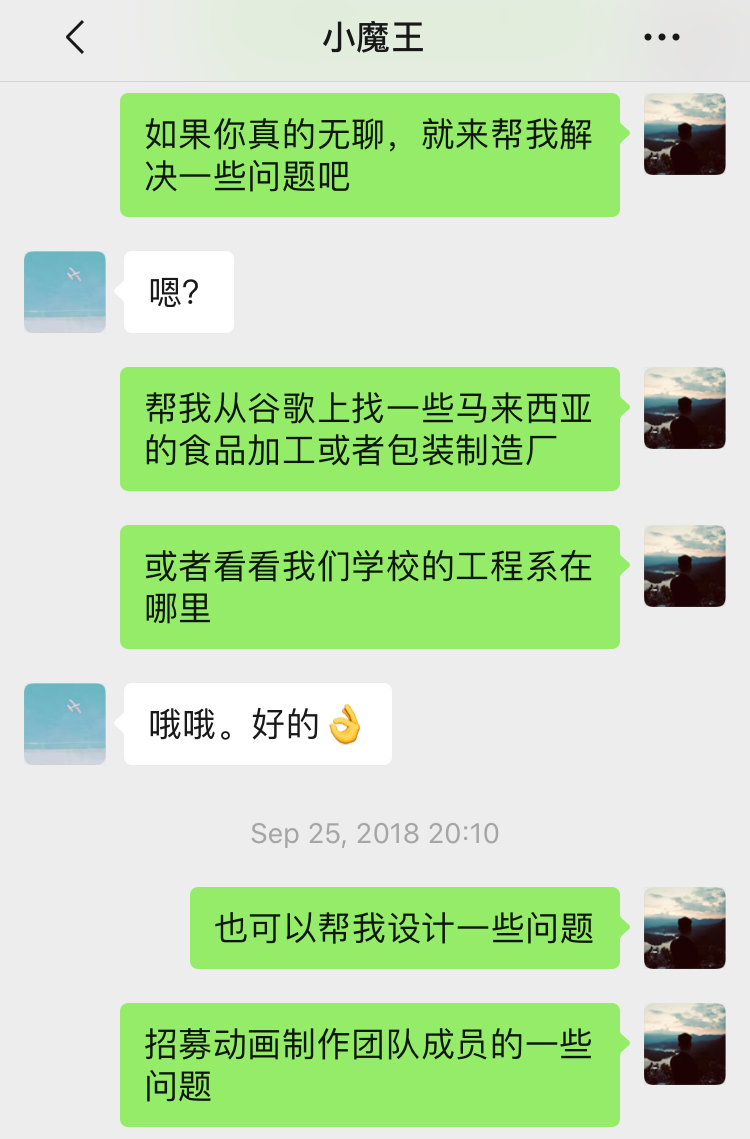 小魔王
如果你真的无聊，就来帮我解
决一些问题吧
嗯?
帮我从谷歌上找一些马来西亚
的食品加工或者包装制造厂
或者看看我们学校的工程系在
哪里
哦哦。好的👌
Sep 25, 2018 20:10
也可以帮我设计一些问题
招募动画制作团队成员的一些
问题